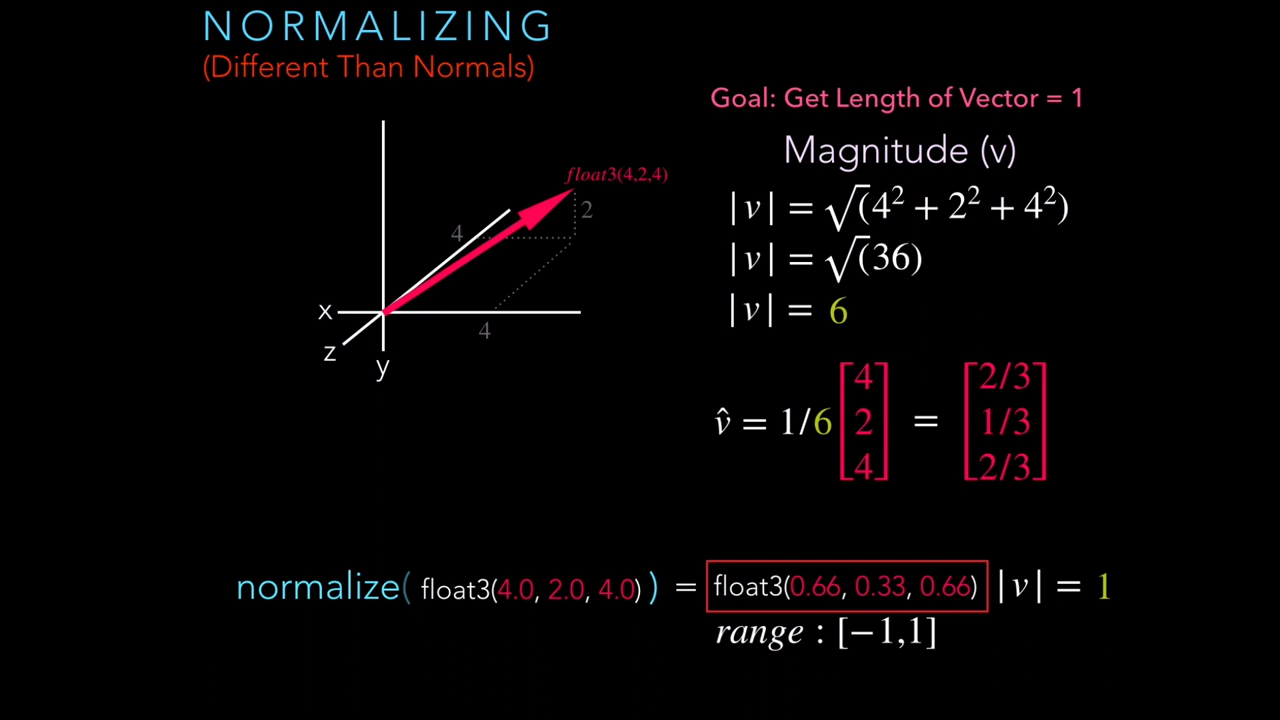 NORMALIZING
(Different Than Normals)
Goal: Get Length of Vector = 1
Magnitude (v)
float3(4,2,4)
|v| = √(4² + 2² + 4²)
2
4
|v| = √(36)
x
|v| = 6
4
z
y
v̂ = 1/6 [4 2 4] = [2/3 1/3 2/3]
normalize( float3(4.0, 2.0, 4.0) ) = float3(0.66, 0.33, 0.66) |v| = 1
range : [−1,1]